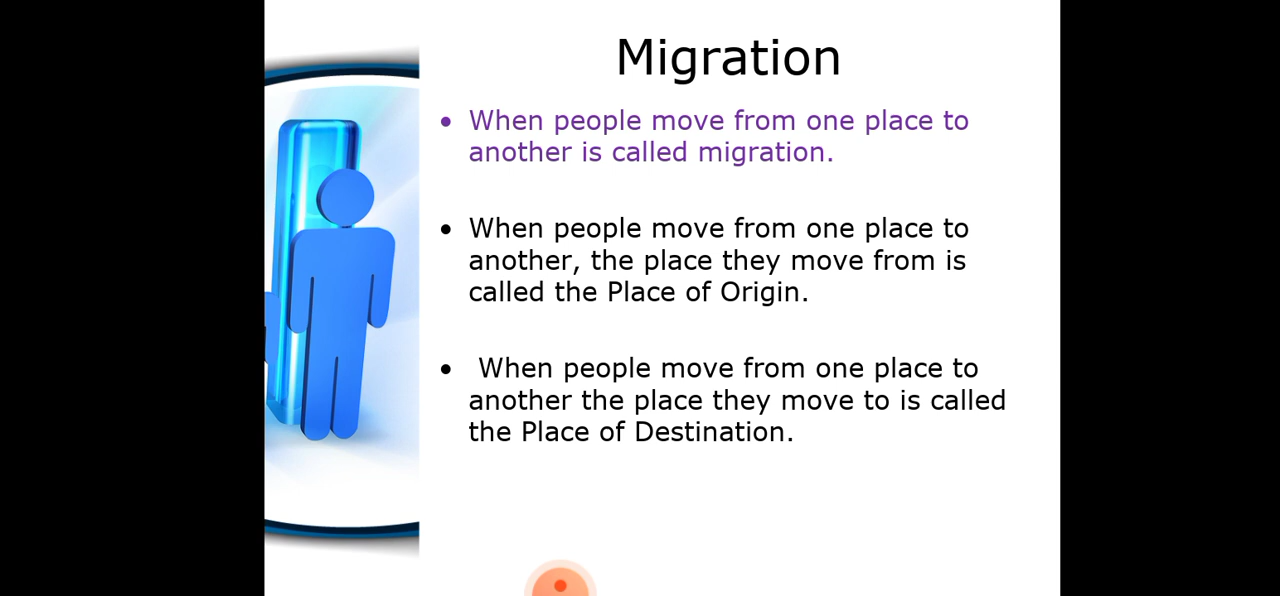 Migration
• When people move from one place to
another is called migration.
• When people move from one place to
another, the place they move from is
called the Place of Origin.
• When people move from one place to
another the place they move to is called
the Place of Destination.